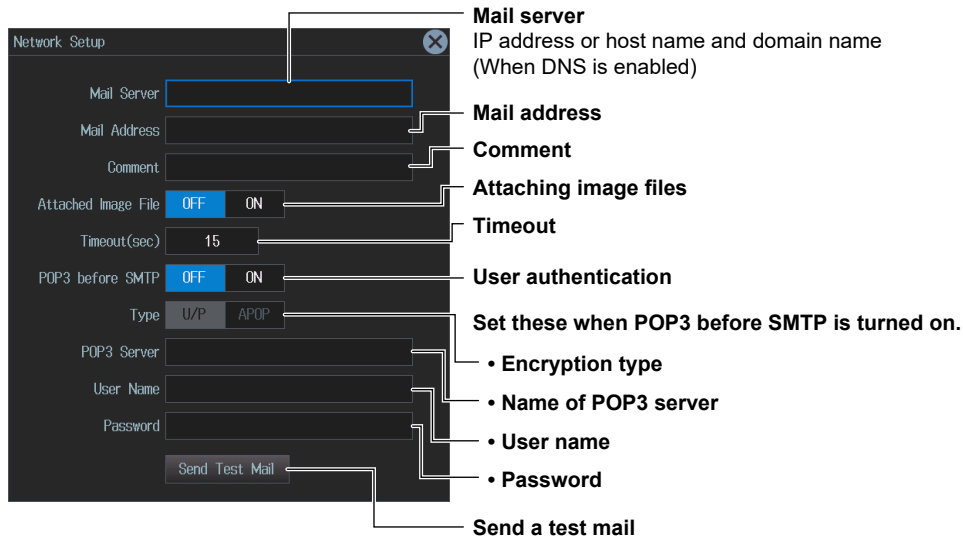 Network Setup
Mail Server
Mail Address
Comment
Attached Image File OFF ON
Timeout(sec) 15
POP3 before SMTP OFF ON
Type U/P APOP
POP3 Server
User Name
Password
Send Test Mail
Mail server
IP address or host name and domain name
(When DNS is enabled)
Mail address
Comment
Attaching image files
Timeout
User authentication
Set these when POP3 before SMTP is turned on.
• Encryption type
• Name of POP3 server
• User name
• Password
Send a test mail